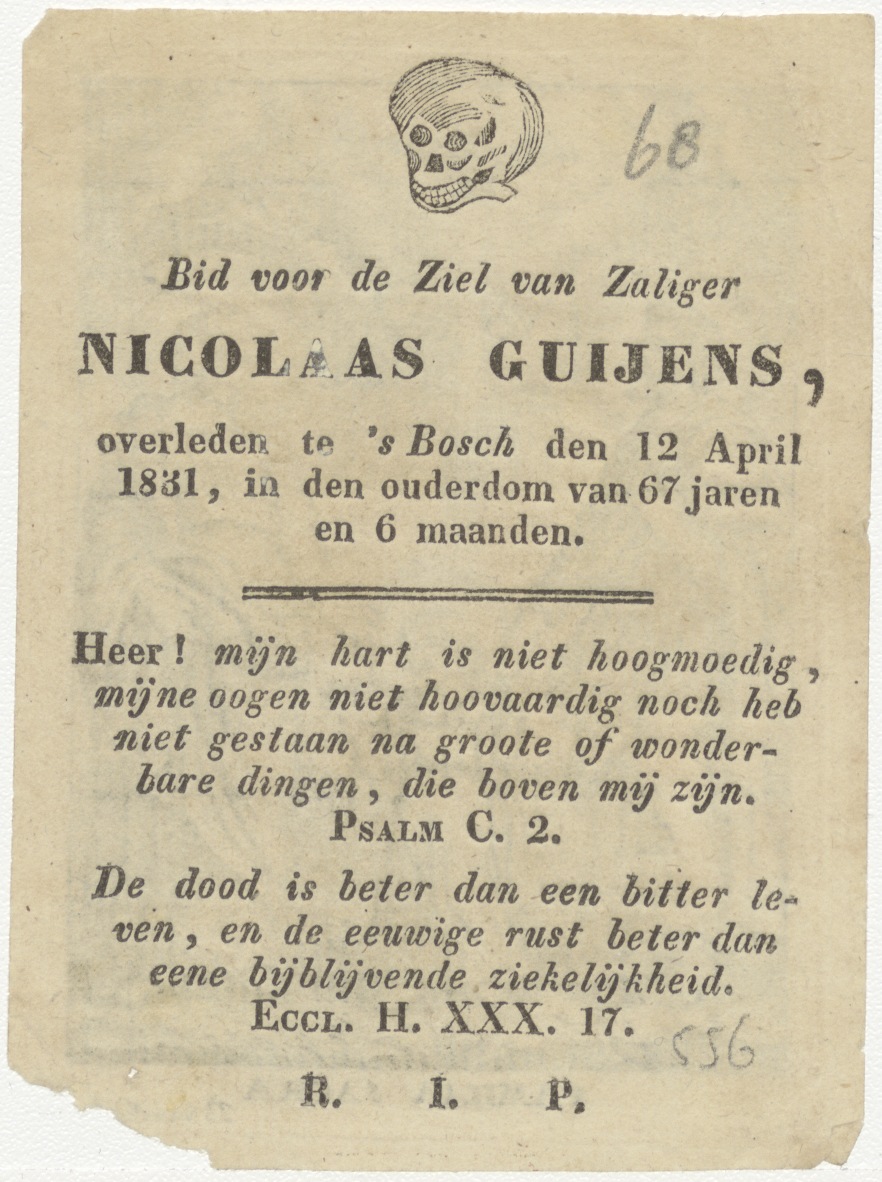 68
Bid voor de Ziel van Zaliger
NICOLAAS GUIJENS,
overleden te 's Bosch den 12 April
1831, in den ouderdom van 67 jaren
en 6 maanden.
Heer! mijn hart is niet hoogmoedig,
mijne oogen niet hoovaardig noch heb
niet gestaan na groote of wonder-
bare dingen, die boven mij zijn.
PSALM C. 2.
De dood is beter dan een bitter le-
ven, en de eeuwige rust beter dan
eene bijblijvende ziekelijkheid.
ECCL. H. XXX. 17.
556
R. I. P.